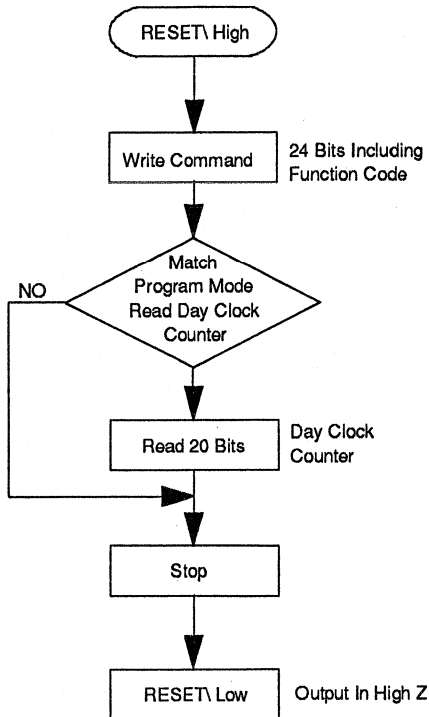 RESET\ High
Write Command
24 Bits Including
Function Code
Match
Program Mode
Read Day Clock
Counter
NO
Read 20 Bits
Day Clock
Counter
Stop
RESET\ Low
Output In High Z